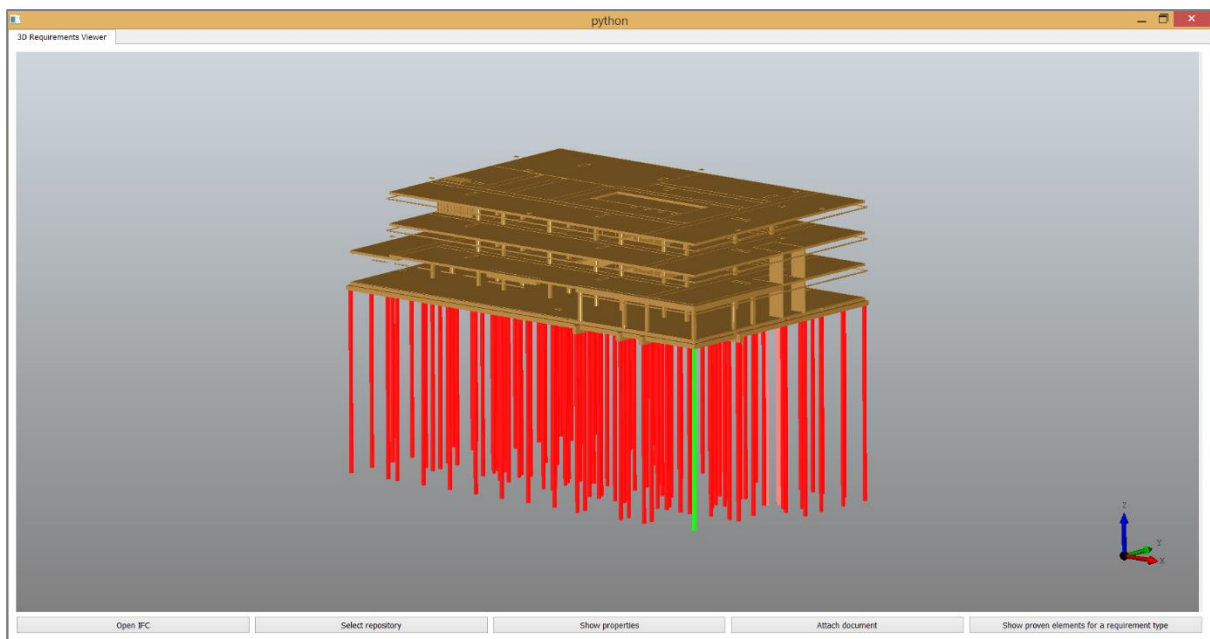 python
3D Requirements Viewer
Z
Y
X
Open IFC
Select repository
Show properties
Attach document
Show proven elements for a requirement type